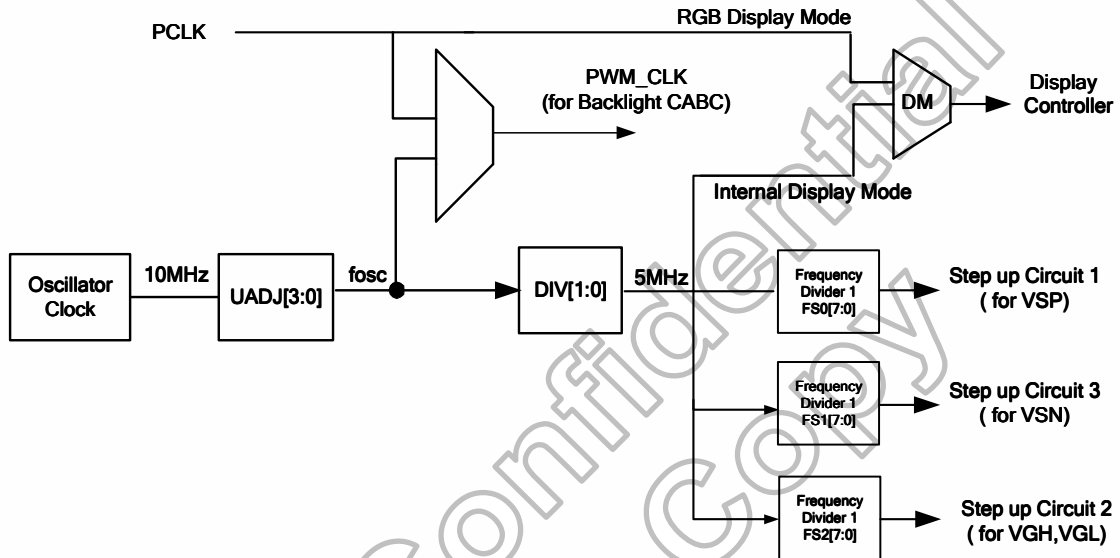 RGB Display Mode
PCLK
PWM_CLK
(for Backlight CABC)
DM
Display
Controller
Internal Display Mode
Oscillator
Clock
10MHz
UADJ[3:0]
fosc
DIV[1:0]
5MHz
Frequency
Divider 1
FS0[7:0]
Step up Circuit 1
( for VSP)
Frequency
Divider 1
FS1[7:0]
Step up Circuit 3
( for VSN)
Frequency
Divider 1
FS2[7:0]
Step up Circuit 2
( for VGH,VGL)
Confidential
Copy